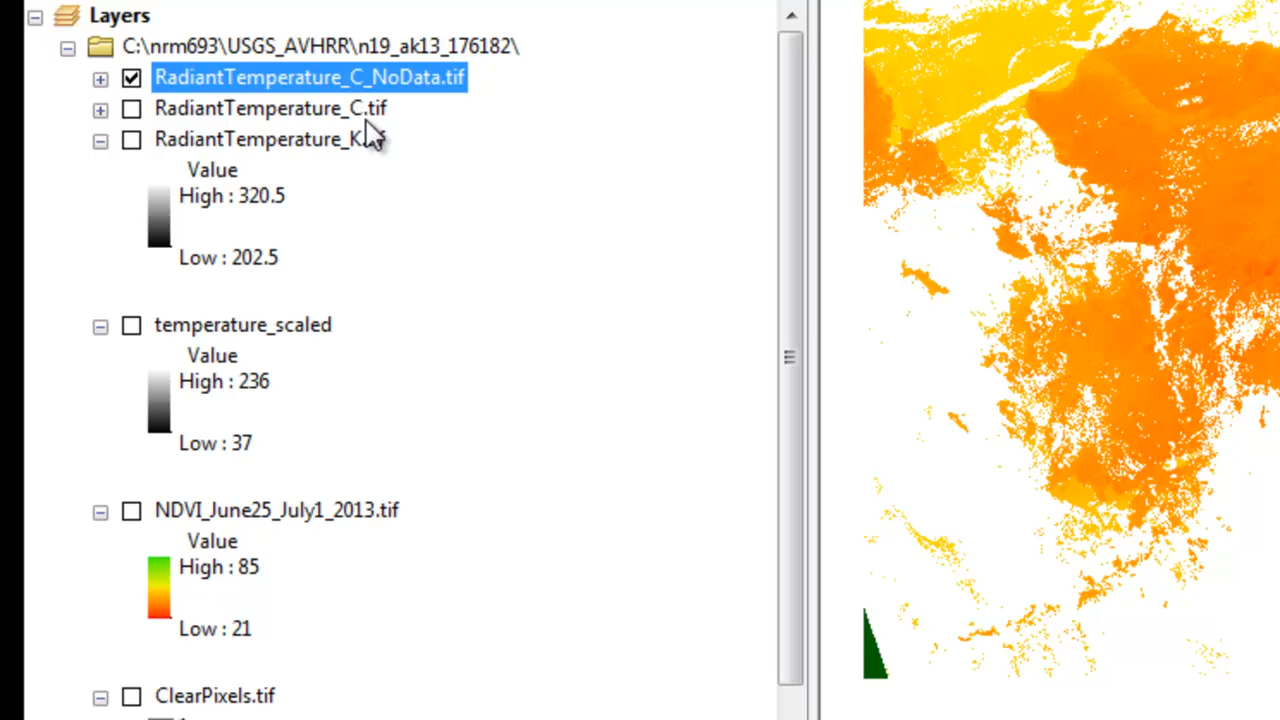 Layers
C:\nrm693\USGS_AVHRR\n19_ak13_176182\
RadiantTemperature_C_NoData.tif
RadiantTemperature_C.tif
RadiantTemperature_K
Value
High : 320.5
Low : 202.5
temperature_scaled
Value
High : 236
Low : 37
NDVI_June25_July1_2013.tif
Value
High : 85
Low : 21
ClearPixels.tif